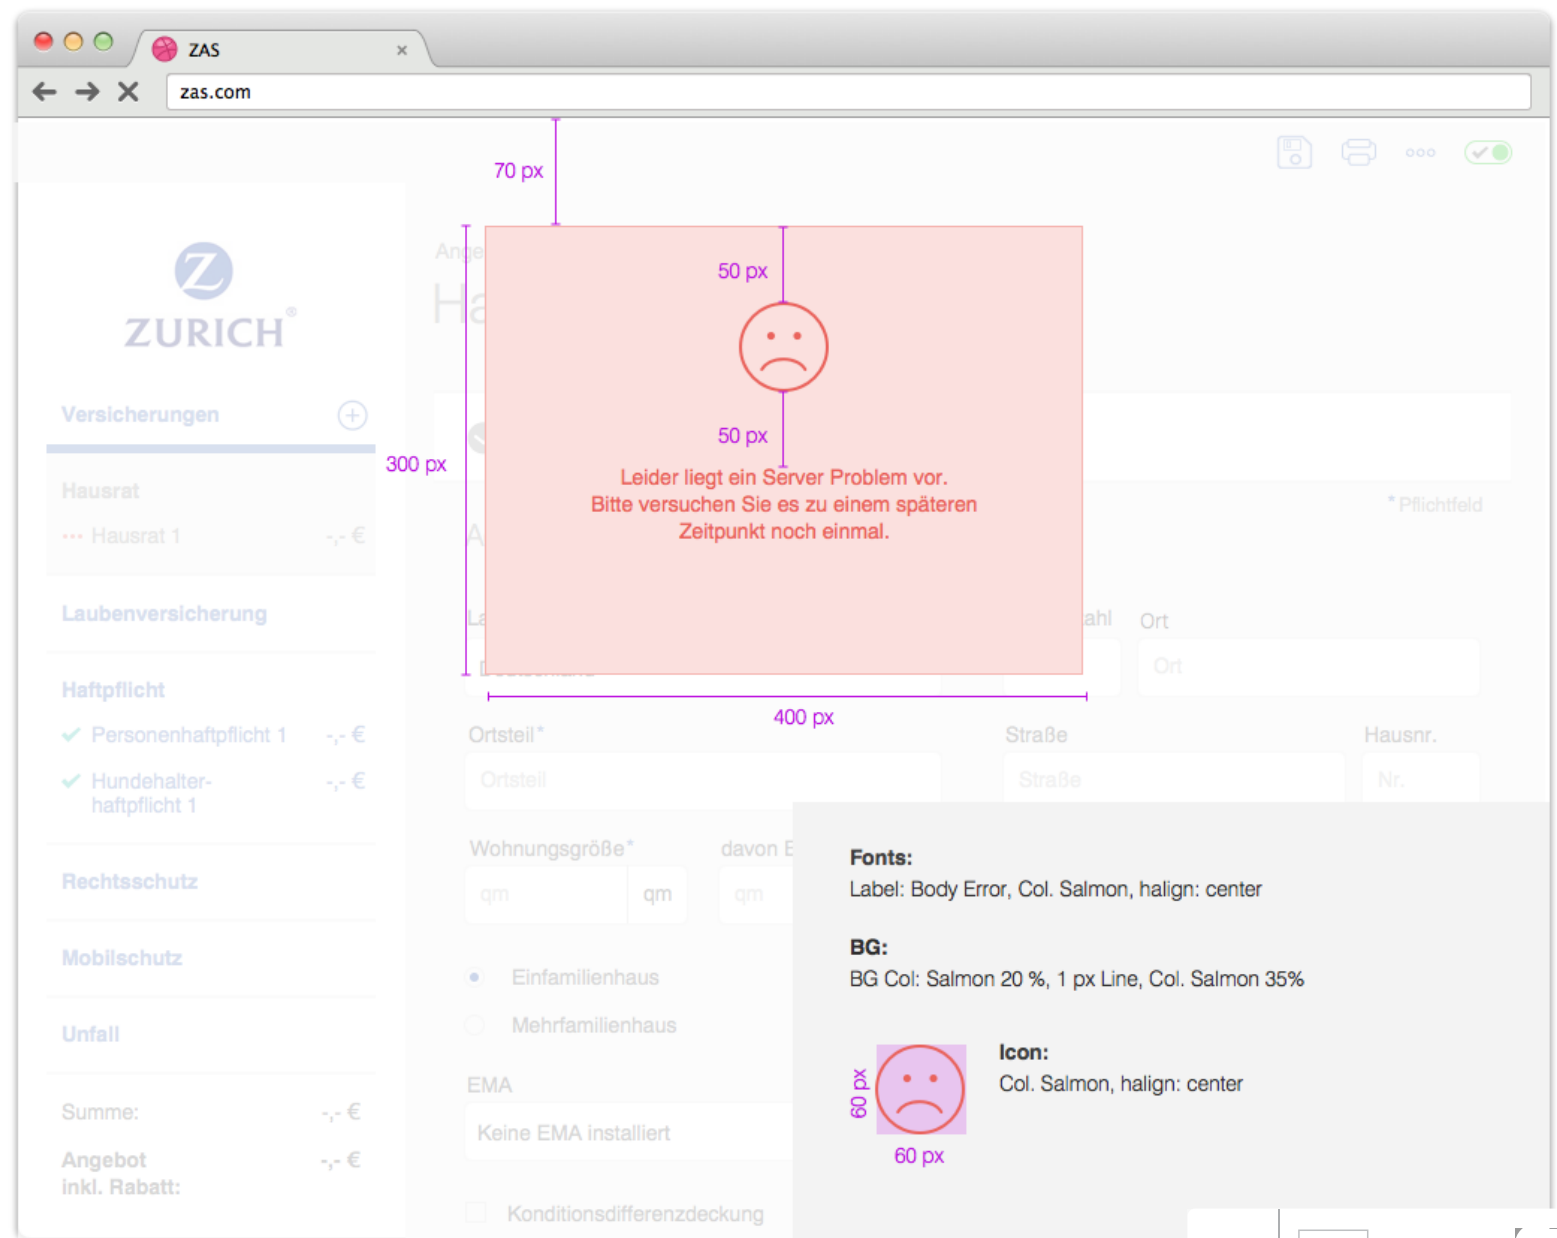 ZAS
zas.com
70 px
Ange
Ha
50 px
ZURICH®
Versicherungen
50 px
300 px
Leider liegt ein Server Problem vor.
Bitte versuchen Sie es zu einem späteren
Zeitpunkt noch einmal.
Hausrat
* Pflichtfeld
Hausrat 1 -,- €
A
Laubenversicherung
La
ahl
Ort
Ort
Haftpflicht
400 px
Personenhaftpflicht 1 -,- €
Ortsteil*
Straße
Hausnr.
Hundehalter- -,- €
haftpflicht 1
Ortsteil
Straße
Nr.
Wohnungsgröße*
davon E
qm
qm
qm
Rechtsschutz
Mobilschutz
Einfamilienhaus
Mehrfamilienhaus
Unfall
EMA
Summe: -,- €
Keine EMA installiert
Angebot -,- €
inkl. Rabatt:
Konditionsdifferenzdeckung
Fonts:
Label: Body Error, Col. Salmon, halign: center
BG:
BG Col: Salmon 20 %, 1 px Line, Col. Salmon 35%
Icon:
Col. Salmon, halign: center
60 px
60 px